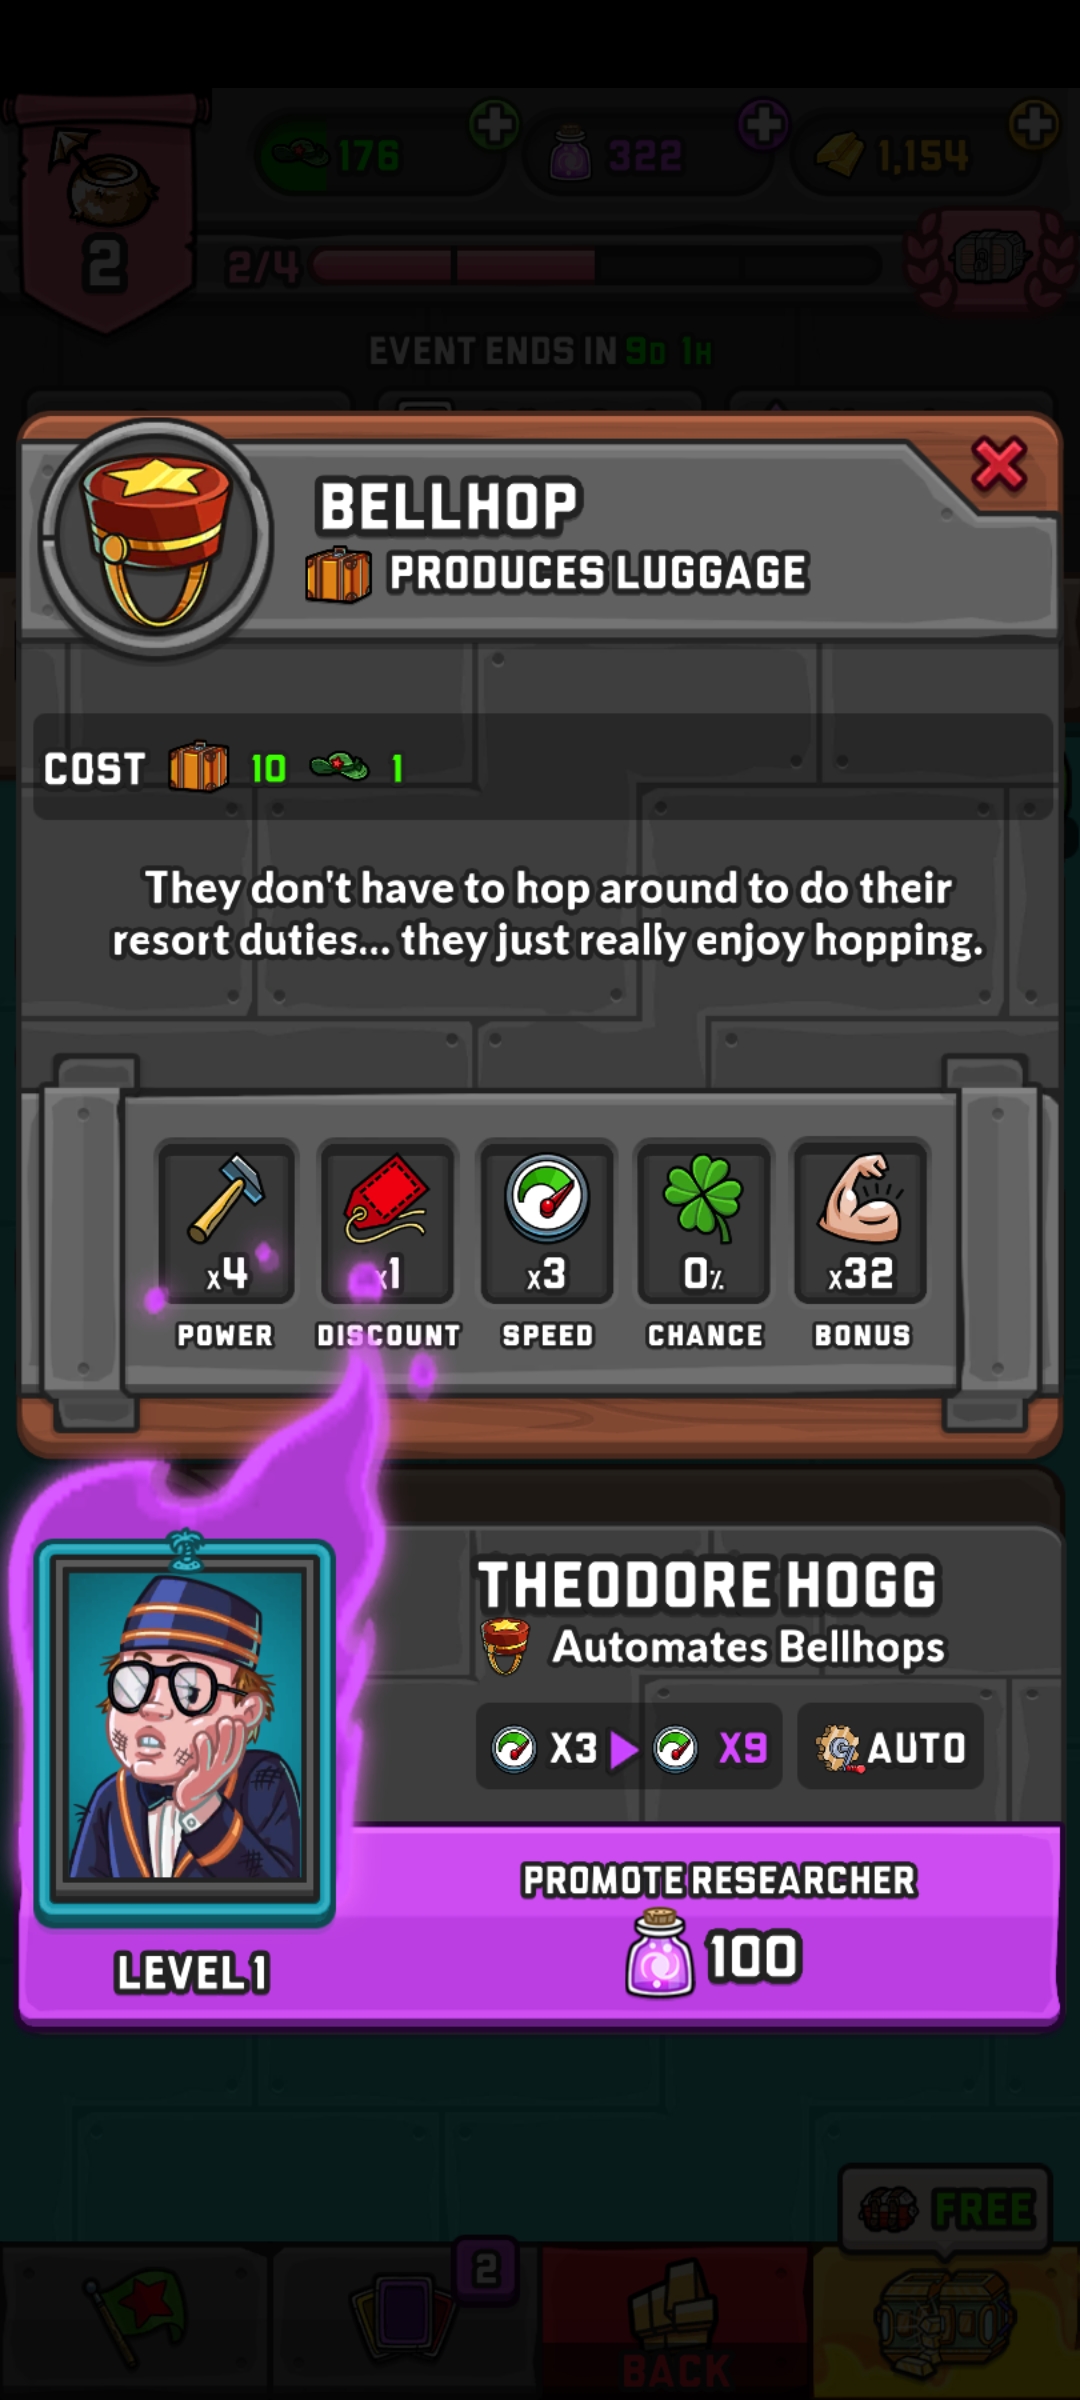 176
322
1,154
2
2/4
EVENT ENDS IN 9D 1H
BELLHOP
PRODUCES LUGGAGE
COST 10 1
They don't have to hop around to do their
resort duties... they just really enjoy hopping.
x4 x1 x3 0% x32
POWER DISCOUNT SPEED CHANCE BONUS
THEODORE HOGG
Automates Bellhops
X3 X9 AUTO
PROMOTE RESEARCHER
100
LEVEL 1
FREE
2
BACK